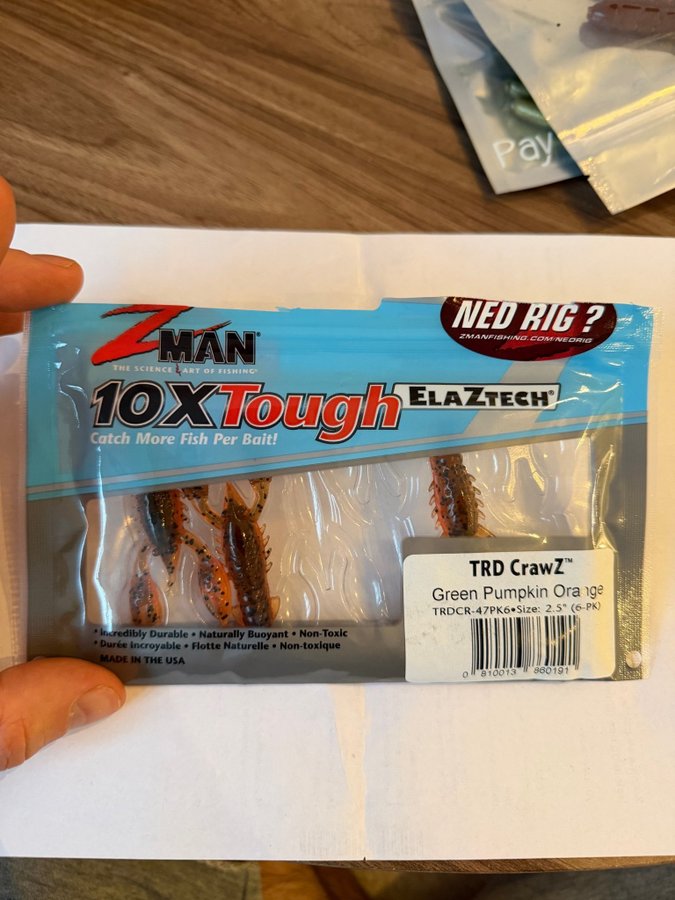 Pay
ZMAN®
THE SCIENCE & ART OF FISHING®
NED RIG?
ZMANFISHING.COM/NEDRIG
10XTough ELAZTECH®
Catch More Fish Per Bait!
TRD CrawZ™
Green Pumpkin Orange
TRDCR-47PK6•Size: 2.5" (6-PK)
0 810013 860191
• Incredibly Durable • Naturally Buoyant • Non-Toxic
• Durée incroyable • Flotte Naturelle • Non-toxique
MADE IN THE USA